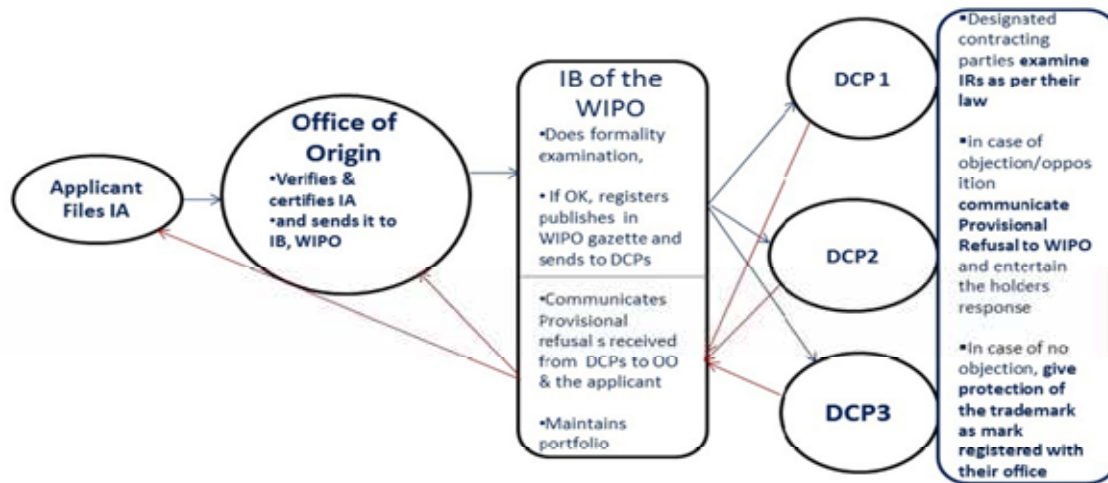 Applicant
Files IA
Office of
Origin
•Verifies &
certifies IA
•and sends it to
IB, WIPO
IB of the
WIPO
•Does formality
examination,
• If OK, registers
publishes in
WIPO gazette and
sends to DCPs
•Communicates
Provisional
refusal s received
from DCPs to OO
& the applicant
•Maintains
portfolio
DCP 1
DCP2
DCP3
▪Designated
contracting
parties examine
IRs as per their
law
▪in case of
objection/oppos
ition
communicate
Provisional
Refusal to WIPO
and entertain
the holders
response
▪In case of no
objection, give
protection of
the trademark
as mark
registered with
their office